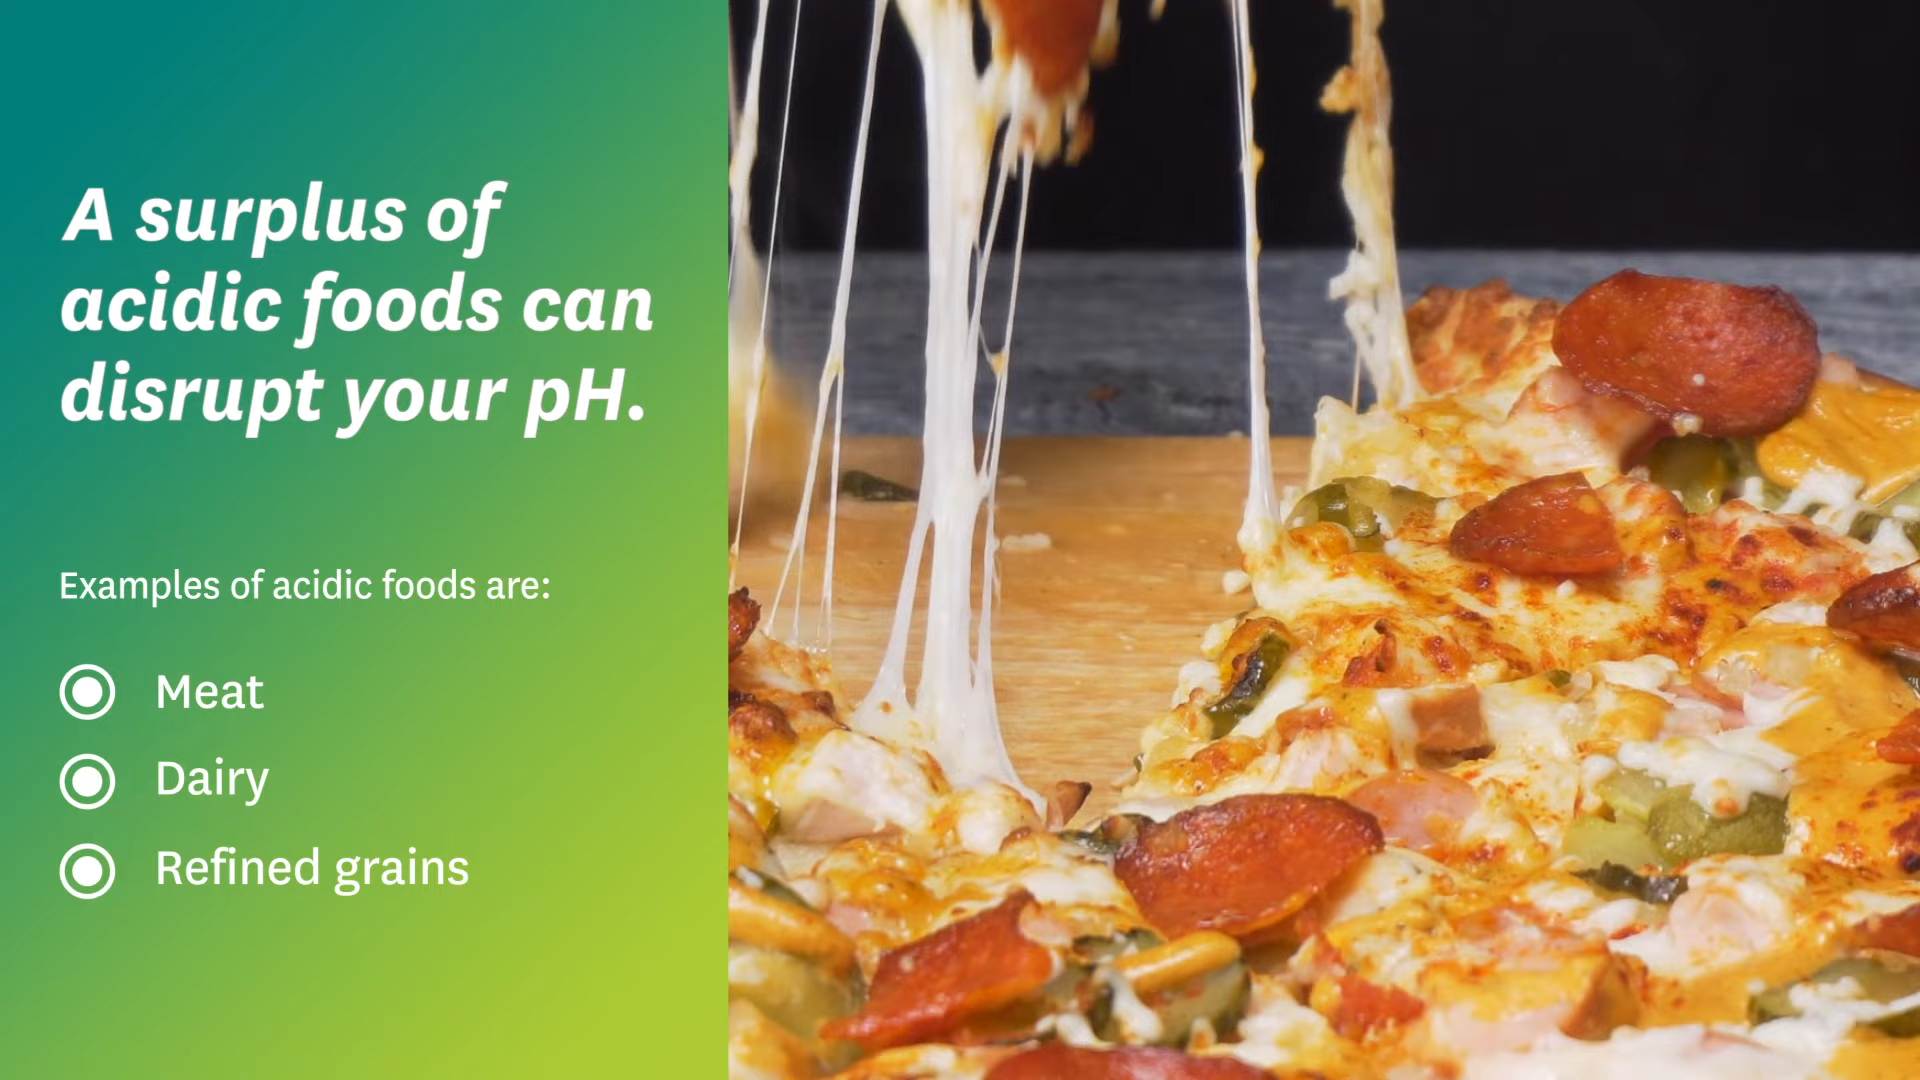 A surplus of
acidic foods can
disrupt your pH.
Examples of acidic foods are:
Meat
Dairy
Refined grains